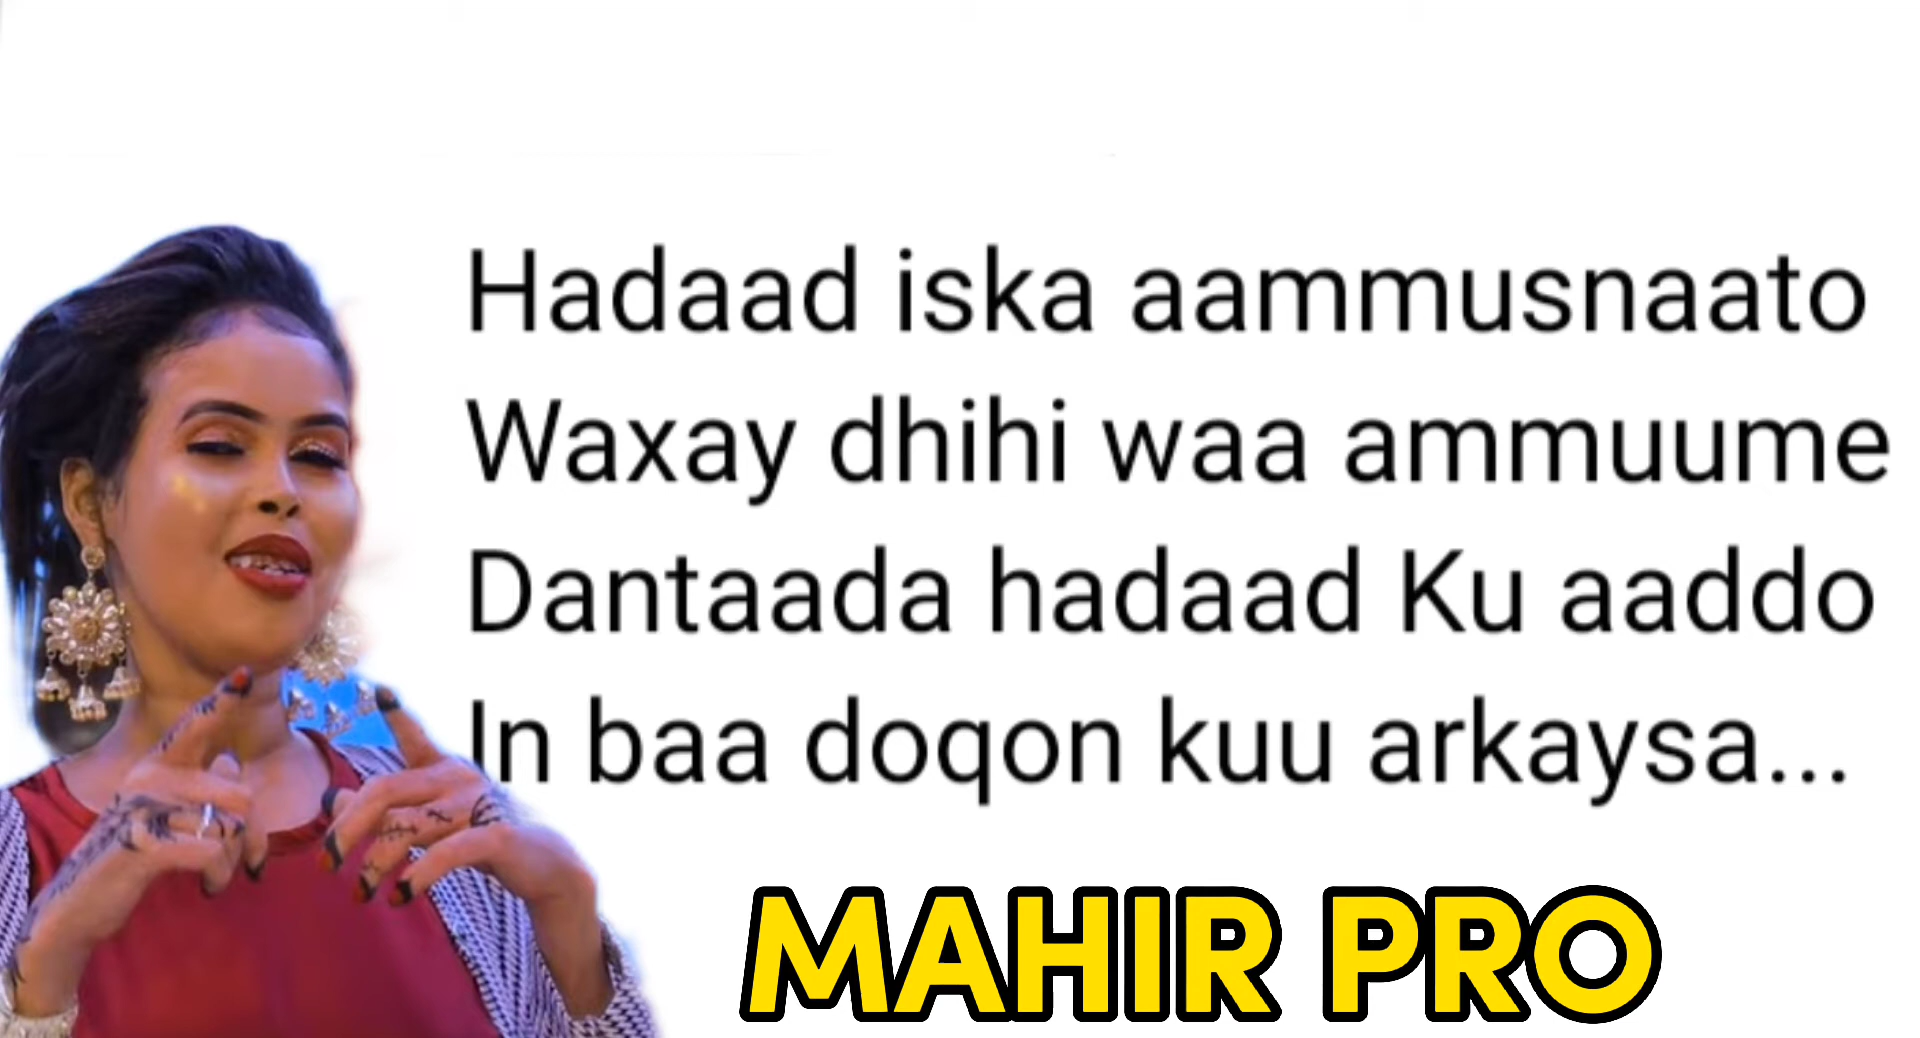 Hadaad iska aammusnaato
Waxay dhihi waa ammuume
Dantaada hadaad Ku aaddo
In baa doqon kuu arkaysa...
MAHIR PRO